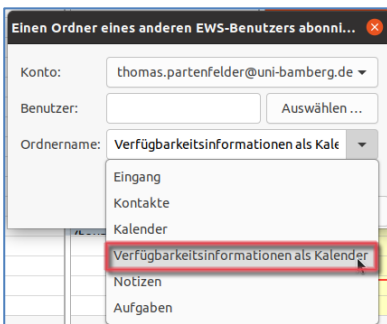 Einen Ordner eines anderen EWS-Benutzers abonni...
Konto: thomas.partenfelder@uni-bamberg.de
Benutzer: Auswählen ...
Ordnername: Verfügbarkeitsinformationen als Kale
Eingang
Kontakte
Kalender
Verfügbarkeitsinformationen als Kalender
Notizen
Aufgaben